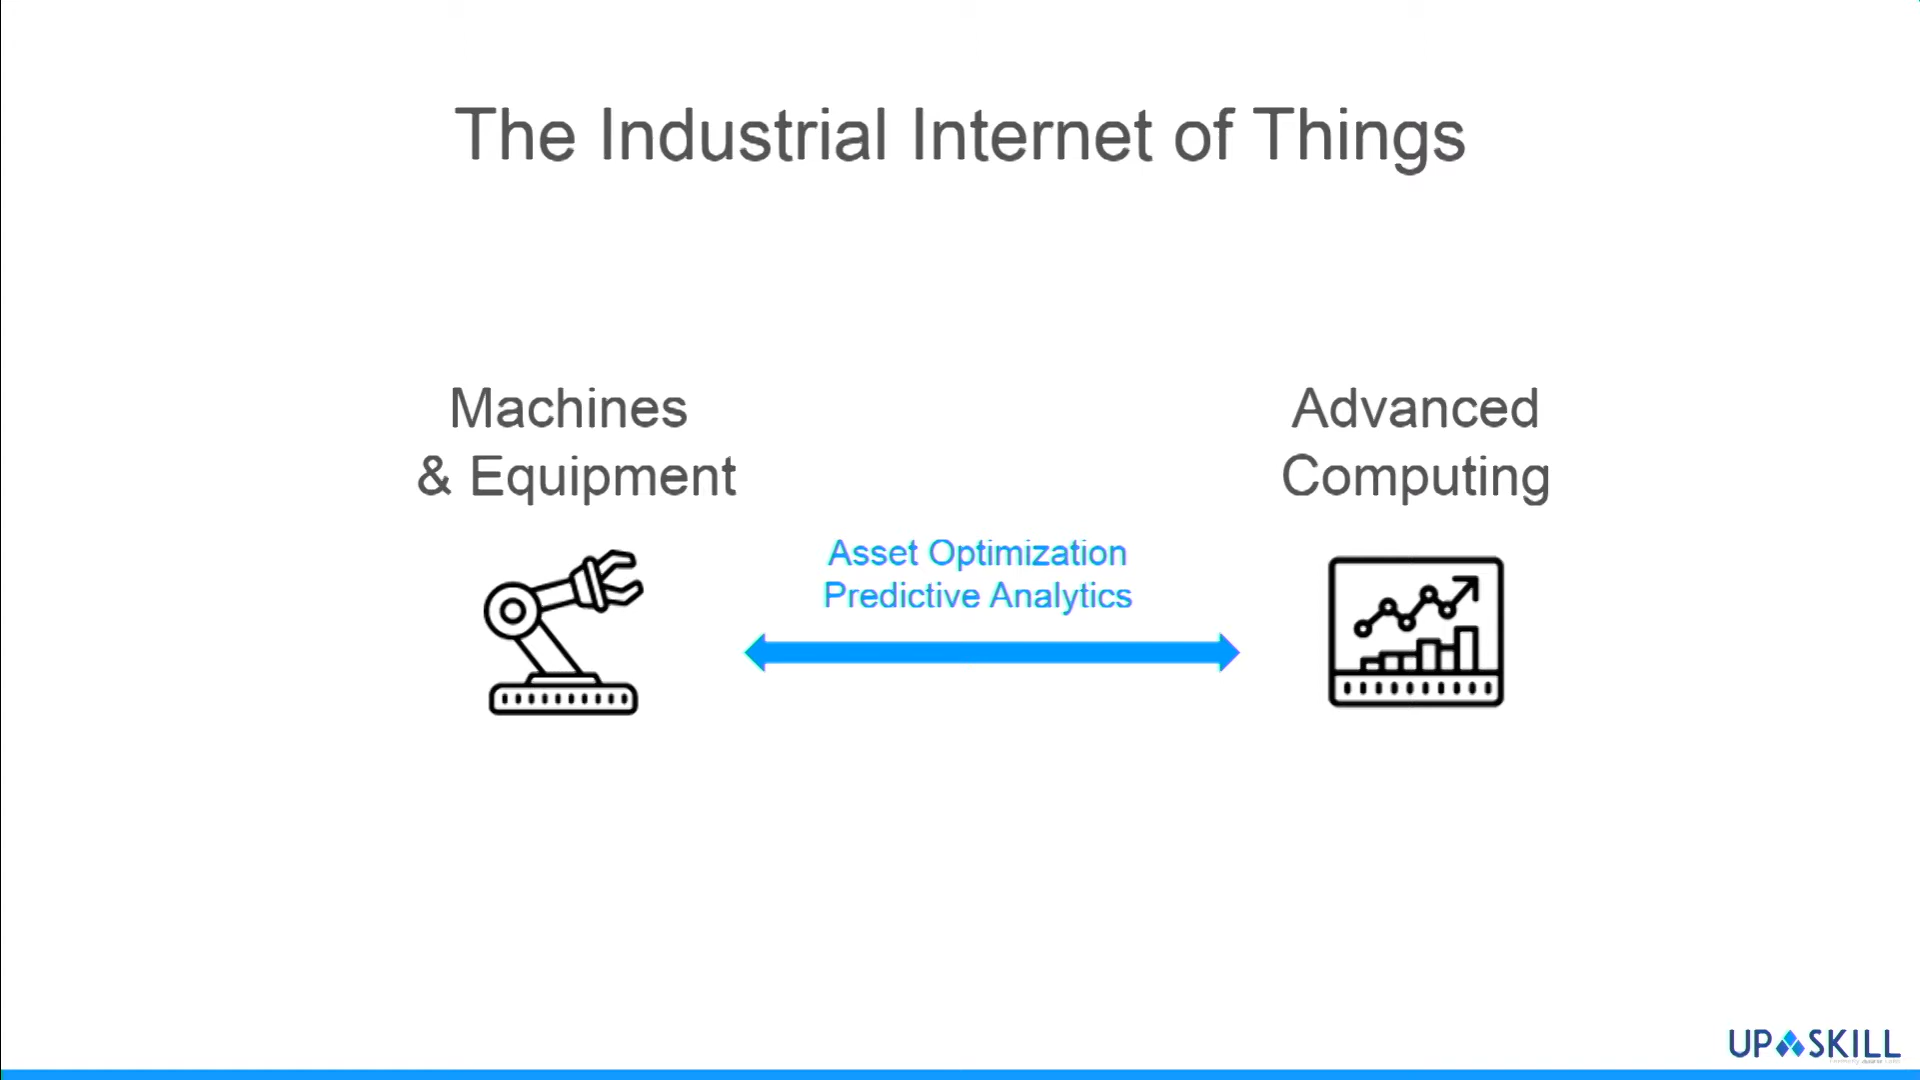 The Industrial Internet of Things
Machines
& Equipment
Advanced
Computing
Asset Optimization
Predictive Analytics
UPSKILL